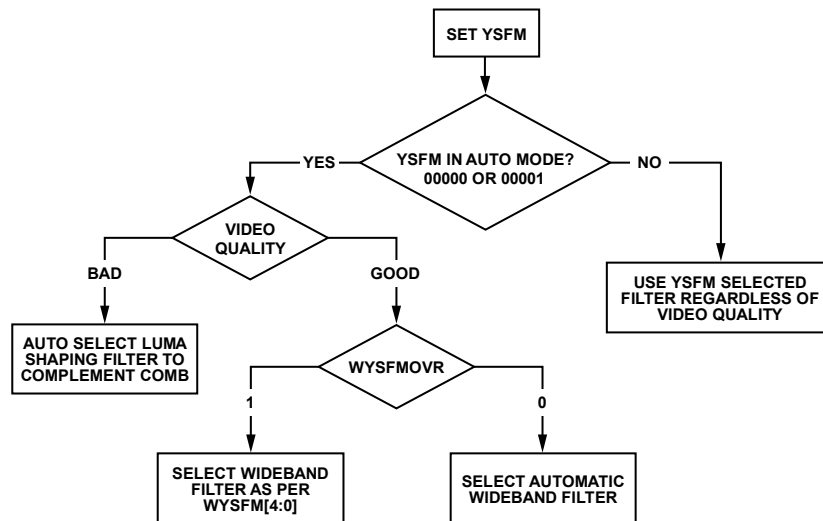 SET YSFM
YSFM IN AUTO MODE?
00000 OR 00001
YES
NO
VIDEO
QUALITY
BAD
GOOD
USE YSFM SELECTED
FILTER REGARDLESS OF
VIDEO QUALITY
AUTO SELECT LUMA
SHAPING FILTER TO
COMPLEMENT COMB
WYSFMOVR
1
0
SELECT WIDEBAND
FILTER AS PER
WYSFM[4:0]
SELECT AUTOMATIC
WIDEBAND FILTER